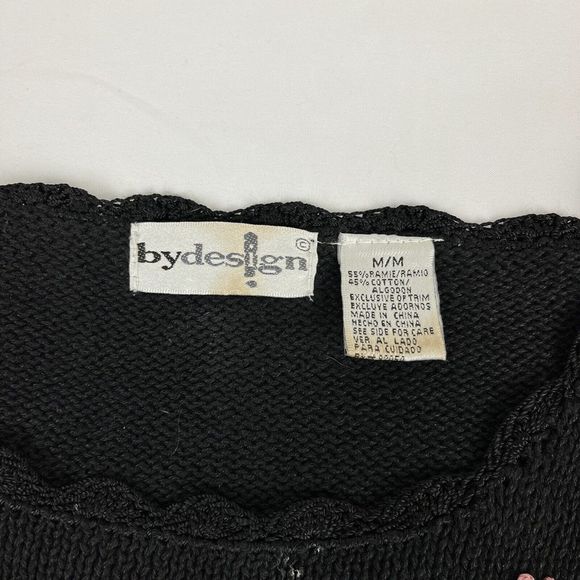 bydesign ©
M/M
55% RAMIE/RAMIO
45% COTTON/
ALGODON
EXCLUSIVE OF TRIM
EXCLUYE ADORNOS
MADE IN CHINA
HECHO EN CHINA
SEE SIDE FOR CARE
VER AL LADO
PARA CUIDADO